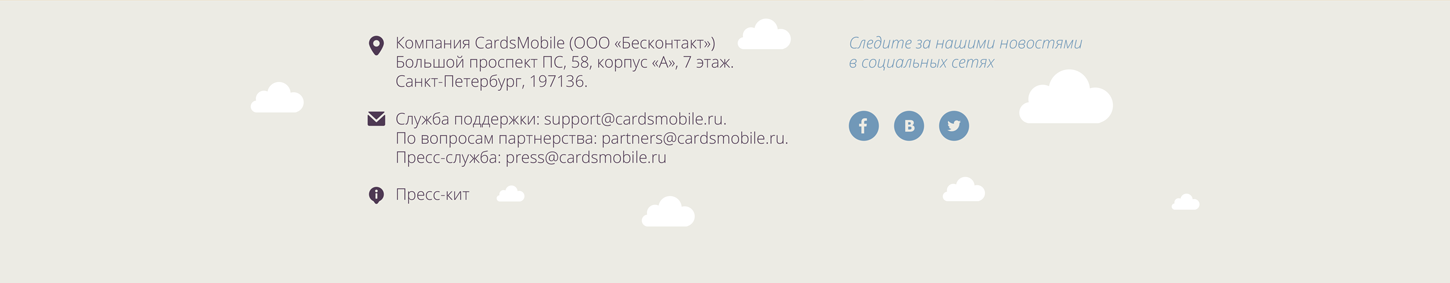 Компания CardsMobile (ООО «Бесконтакт»)
Большой проспект ПС, 58, корпус «А», 7 этаж.
Санкт-Петербург, 197136.
Служба поддержки: support@cardsmobile.ru.
По вопросам партнерства: partners@cardsmobile.ru.
Пресс-служба: press@cardsmobile.ru
Пресс-кит
Следите за нашими новостями
в социальных сетях